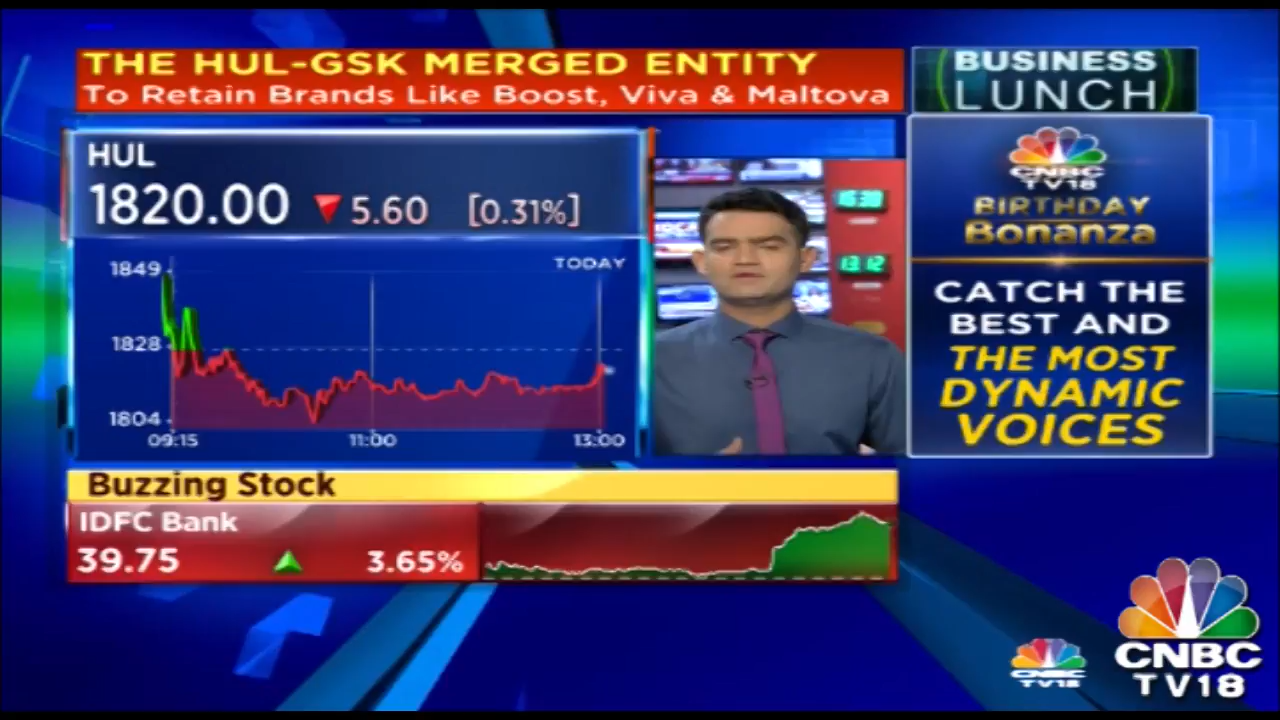 THE HUL-GSK MERGED ENTITY
To Retain Brands Like Boost, Viva & Maltova
BUSINESS
LUNCH
HUL
1820.00 ▼ 5.60 [0.31%]
TODAY
1849
1828
1804
09:15 11:00 13:00
13:12
CNBC
TV18
BIRTHDAY
Bonanza
CATCH THE
BEST AND
THE MOST
DYNAMIC
VOICES
Buzzing Stock
IDFC Bank
39.75 ▲ 3.65%
CNBC
TV18
CNBC
TV18